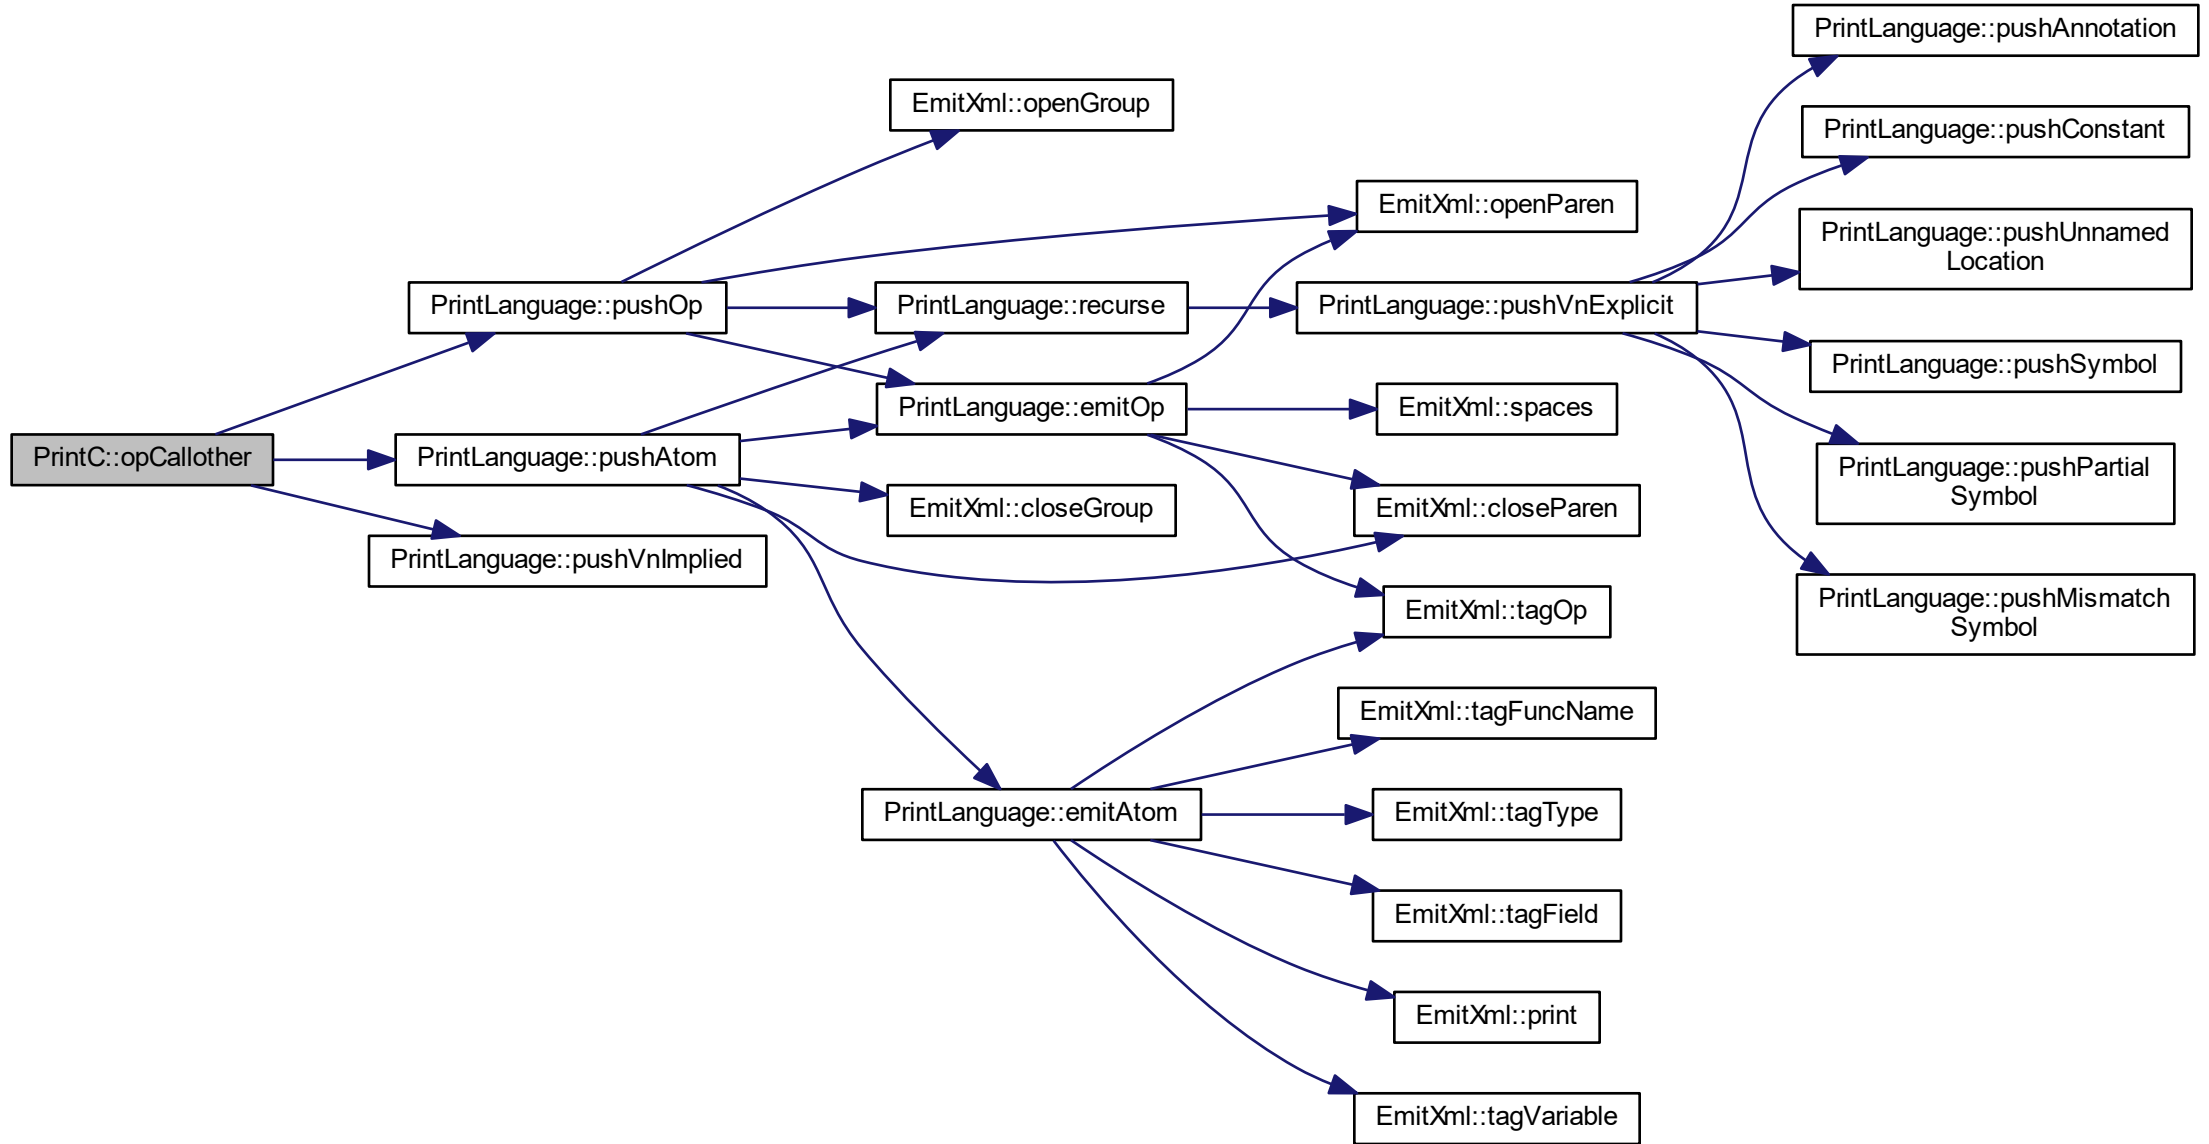 PrintLanguage::pushAnnotation
EmitXml::openGroup
PrintLanguage::pushConstant
EmitXml::openParen
PrintLanguage::pushUnnamed
Location
PrintLanguage::pushOp
PrintLanguage::recurse
PrintLanguage::pushVnExplicit
PrintLanguage::pushSymbol
PrintLanguage::emitOp
EmitXml::spaces
PrintC::opCallother
PrintLanguage::pushAtom
PrintLanguage::pushPartial
Symbol
EmitXml::closeGroup
EmitXml::closeParen
PrintLanguage::pushVnImplied
EmitXml::tagOp
PrintLanguage::pushMismatch
Symbol
EmitXml::tagFuncName
PrintLanguage::emitAtom
EmitXml::tagType
EmitXml::tagField
EmitXml::print
EmitXml::tagVariable